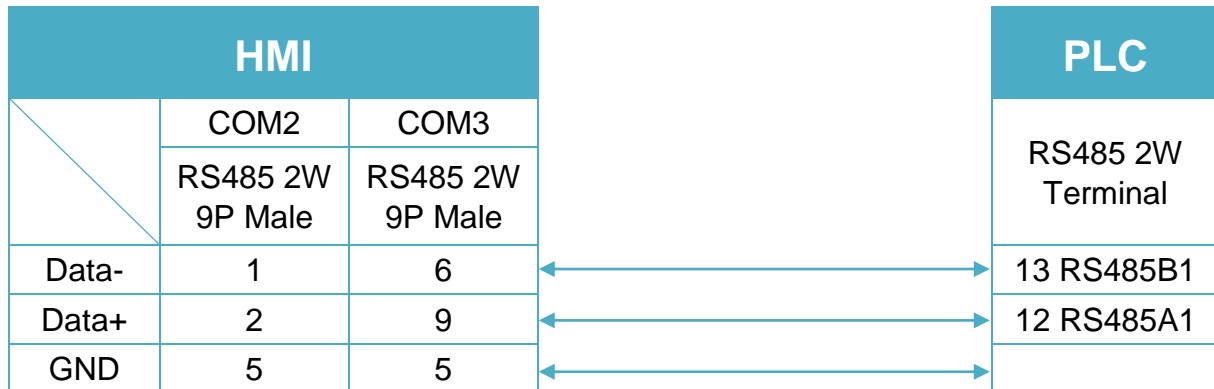 HMI
PLC
COM2 COM3
RS485 2W
9P Male
RS485 2W
9P Male
RS485 2W
Terminal
Data- 1 6 13 RS485B1
Data+ 2 9 12 RS485A1
GND 5 5